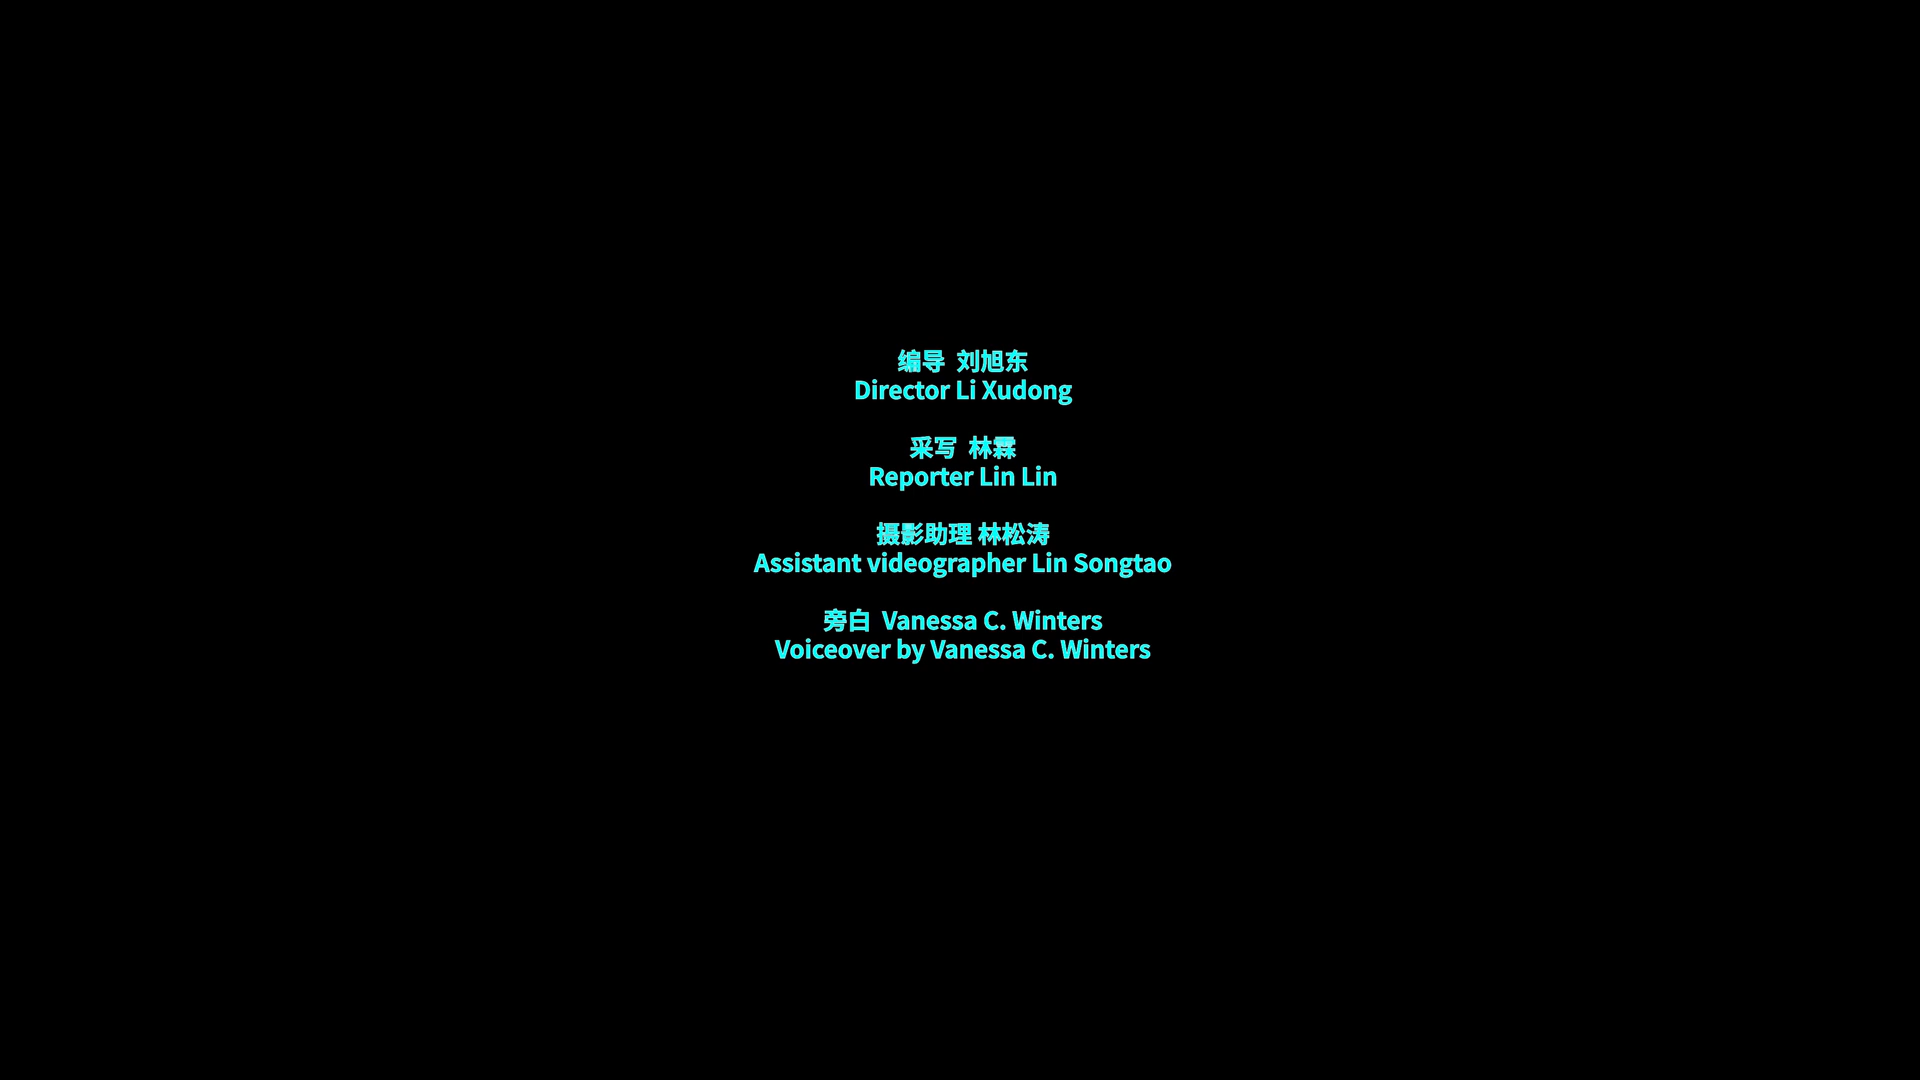 编导 刘旭东
Director Li Xudong
采写 林霖
Reporter Lin Lin
摄影助理 林松涛
Assistant videographer Lin Songtao
旁白 Vanessa C. Winters
Voiceover by Vanessa C. Winters